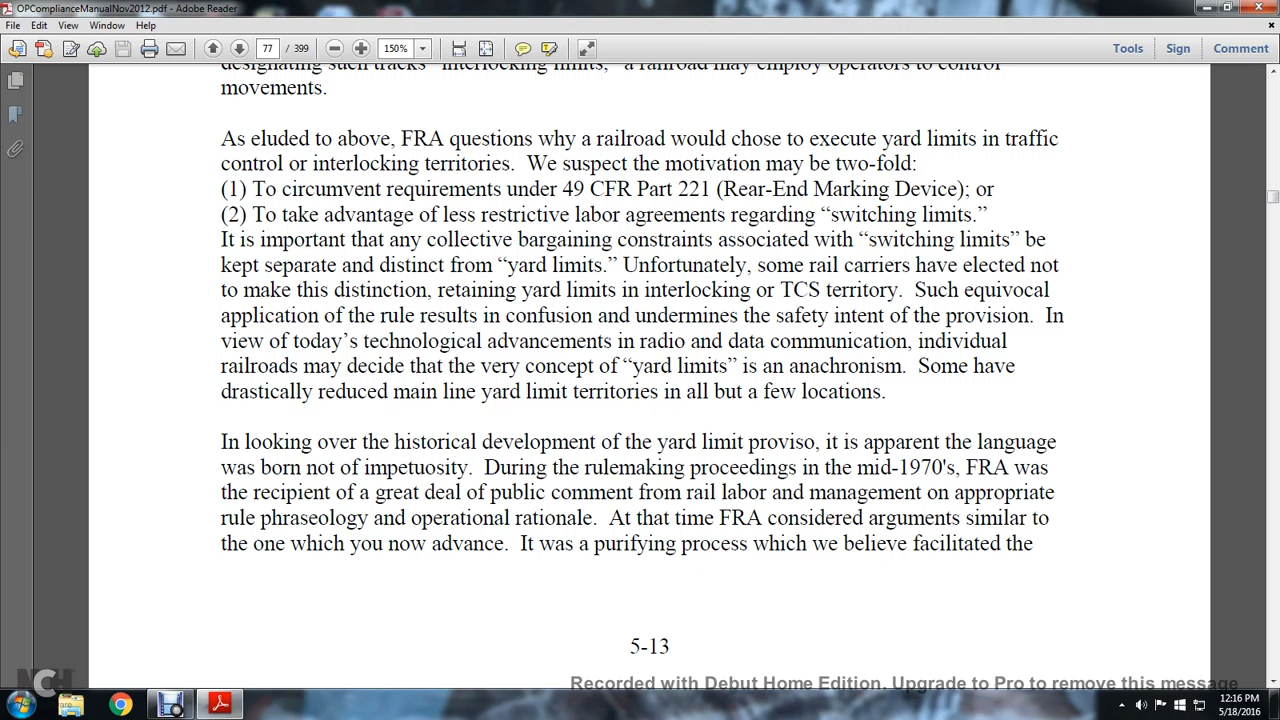 OPComplianceManualNov2012.pdf - Adobe Reader
File Edit View Window Help
77 / 399 150% Tools Sign Comment
designating such tracks "interlocking limits," a railroad may employ operators to control
movements.
As eluded to above, FRA questions why a railroad would chose to execute yard limits in traffic
control or interlocking territories. We suspect the motivation may be two-fold:
(1) To circumvent requirements under 49 CFR Part 221 (Rear-End Marking Device); or
(2) To take advantage of less restrictive labor agreements regarding “switching limits.”
It is important that any collective bargaining constraints associated with “switching limits” be
kept separate and distinct from “yard limits.” Unfortunately, some rail carriers have elected not
to make this distinction, retaining yard limits in interlocking or TCS territory. Such equivocal
application of the rule results in confusion and undermines the safety intent of the provision. In
view of today’s technological advancements in radio and data communication, individual
railroads may decide that the very concept of “yard limits” is an anachronism. Some have
drastically reduced main line yard limit territories in all but a few locations.
In looking over the historical development of the yard limit proviso, it is apparent the language
was born not of impetuosity. During the rulemaking proceedings in the mid-1970's, FRA was
the recipient of a great deal of public comment from rail labor and management on appropriate
rule phraseology and operational rationale. At that time FRA considered arguments similar to
the one which you now advance. It was a purifying process which we believe facilitated the
5-13
Recorded with Debut Home Edition. Upgrade to Pro to remove this message
NCH
12:16 PM
5/18/2016